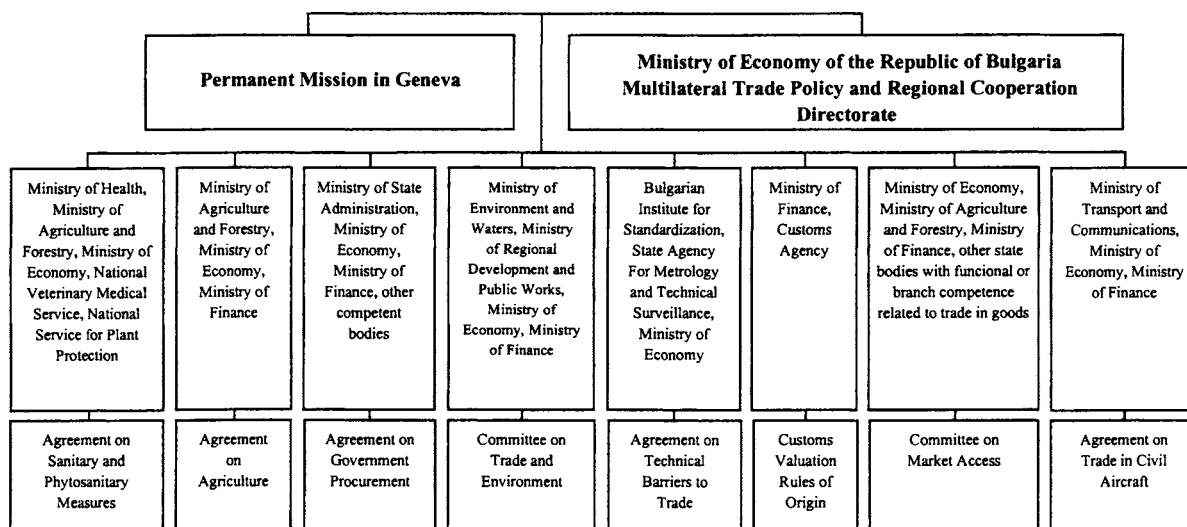 Permanent Mission in Geneva
Ministry of Economy of the Republic of Bulgaria
Multilateral Trade Policy and Regional Cooperation
Directorate
Ministry of Health,
Ministry of
Agriculture and
Forestry, Ministry of
Economy, National
Veterinary Medical
Service, National
Service for Plant
Protection
Ministry of
Agriculture
and Forestry,
Ministry of
Economy,
Ministry of
Finance
Ministry of State
Administration,
Ministry of
Economy,
Ministry of
Finance, other
competent
bodies
Ministry of
Environment and
Waters, Ministry
of Regional
Development and
Public Works,
Ministry of
Economy, Ministry
of Finance
Bulgarian
Institute for
Standardization,
State Agency
For Metrology
and Technical
Surveillance,
Ministry of
Economy
Ministry of
Finance,
Customs
Agency
Ministry of Economy,
Ministry of Agriculture
and Forestry, Ministry
of Finance, other state
bodies with funcional or
branch competence
related to trade in goods
Ministry of
Transport and
Communications,
Ministry of
Economy, Ministry
of Finance
Agreement on
Sanitary and
Phytosanitary
Measures
Agreement
on
Agriculture
Agreement on
Government
Procurement
Committee on
Trade and
Environment
Agreement on
Technical
Barriers to
Trade
Customs
Valuation
Rules of
Origin
Committee on
Market Access
Agreement on
Trade in Civil
Aircraft